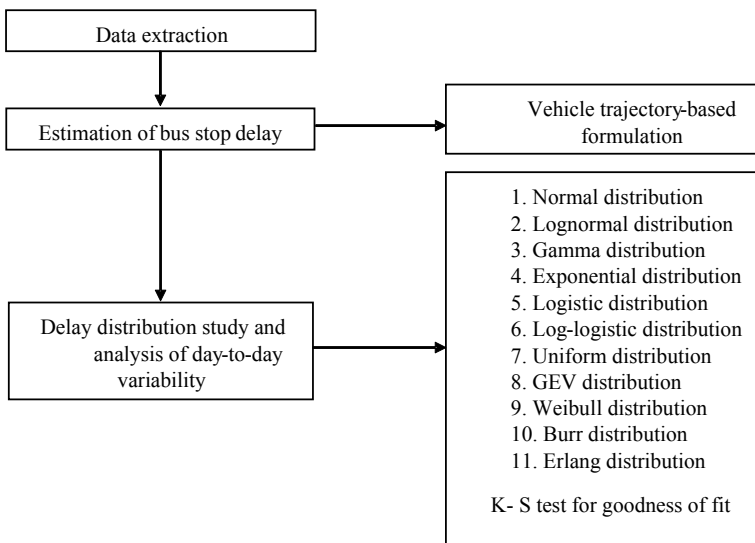 Data extraction
Estimation of bus stop delay
Vehicle trajectory-based
formulation
Delay distribution study and
analysis of day-to-day
variability
1. Normal distribution
2. Lognormal distribution
3. Gamma distribution
4. Exponential distribution
5. Logistic distribution
6. Log-logistic distribution
7. Uniform distribution
8. GEV distribution
9. Weibull distribution
10. Burr distribution
11. Erlang distribution
K- S test for goodness of fit